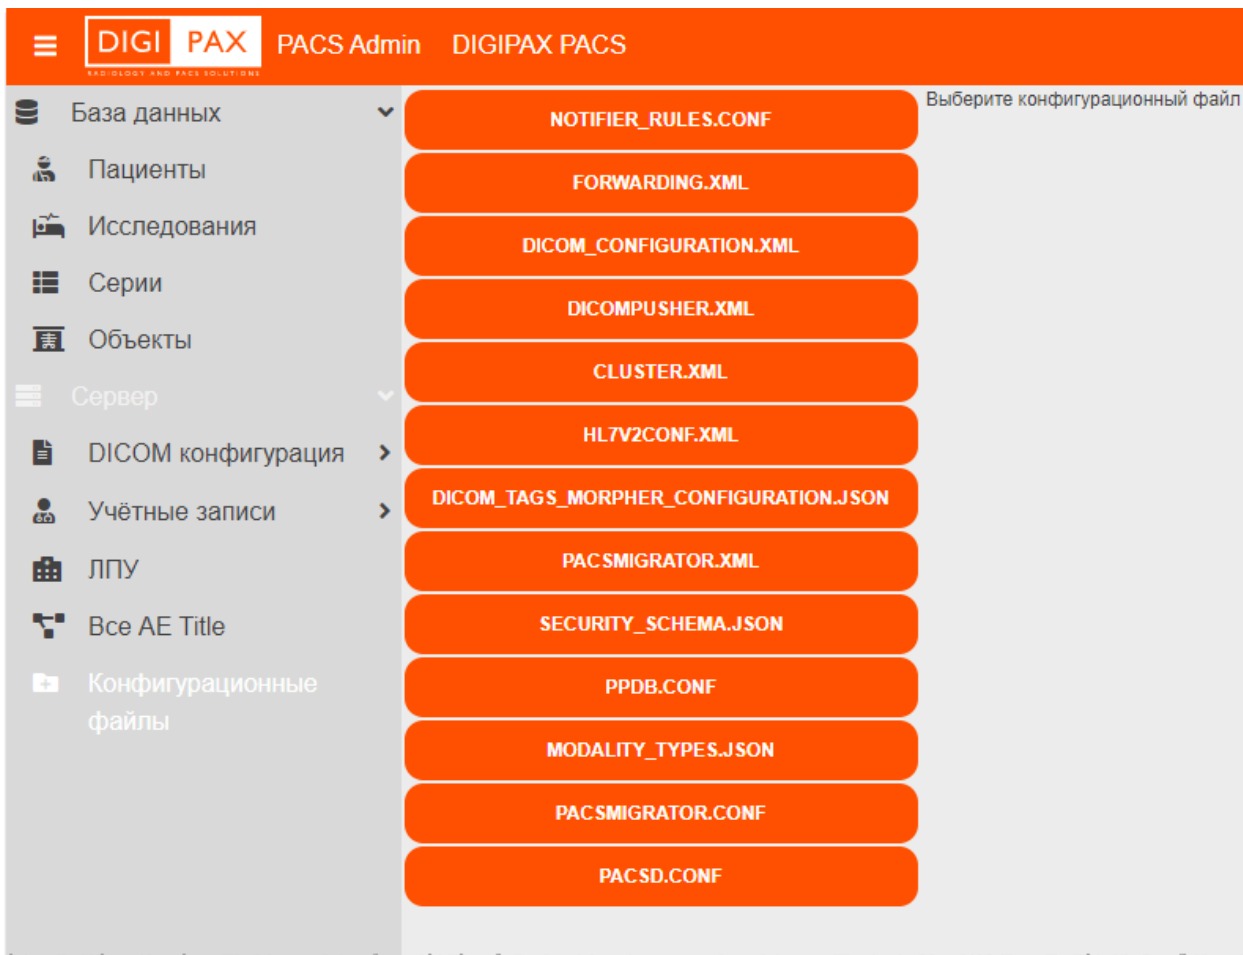 DIGI PAX
RADIOLOGY AND PACS SOLUTIONS
PACS Admin
DIGIPAX PACS
База данных
Пациенты
Исследования
Серии
Объекты
Сервер
DICOM конфигурация
Учётные записи
ЛПУ
Все AE Title
Конфигурационные
файлы
NOTIFIER_RULES.CONF
FORWARDING.XML
DICOM_CONFIGURATION.XML
DICOMPUSHER.XML
CLUSTER.XML
HL7V2CONF.XML
DICOM_TAGS_MORPHER_CONFIGURATION.JSON
PACSMIGRATOR.XML
SECURITY_SCHEMA.JSON
PPDB.CONF
MODALITY_TYPES.JSON
PACSMIGRATOR.CONF
PACSD.CONF
Выберите конфигурационный файл